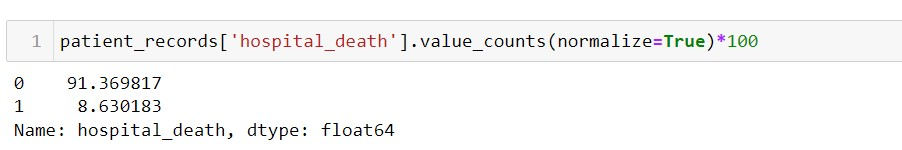 1 patient_records['hospital_death'].value_counts(normalize=True)*100
0    91.369817
1     8.630183
Name: hospital_death, dtype: float64